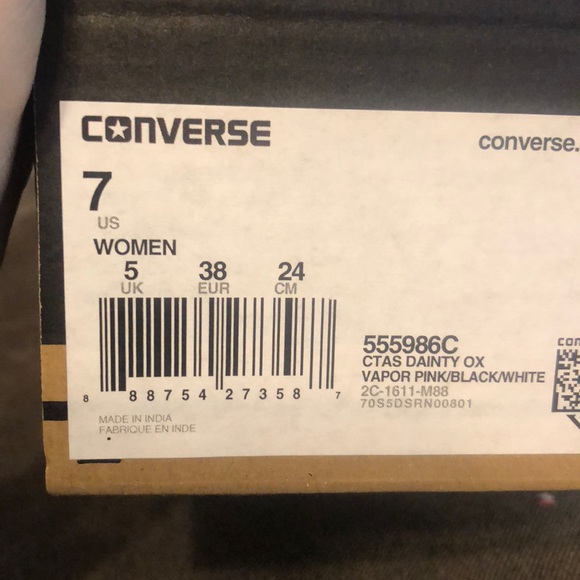 CONVERSE
converse.
7
US
WOMEN
5 38 24
UK EUR CM
8 88754 27358 7
MADE IN INDIA
FABRIQUE EN INDE
555986C
CTAS DAINTY OX
VAPOR PINK/BLACK/WHITE
2C-1611-M88
70S5DSRN00801
con